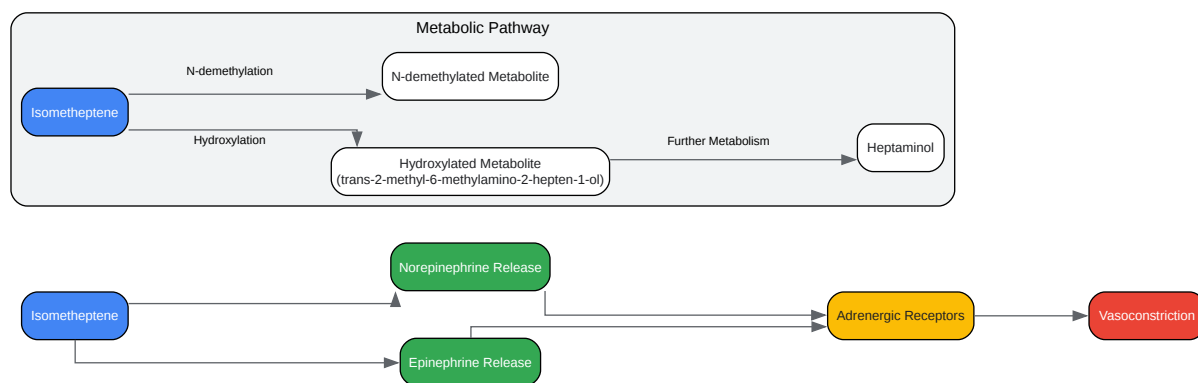 Metabolic Pathway
N-demethylation
N-demethylated Metabolite
Isometheptene
Hydroxylation
Further Metabolism
Heptaminol
Hydroxylated Metabolite
(trans-2-methyl-6-methylamino-2-hepten-1-ol)
Norepinephrine Release
Isometheptene
Adrenergic Receptors
Vasoconstriction
Epinephrine Release